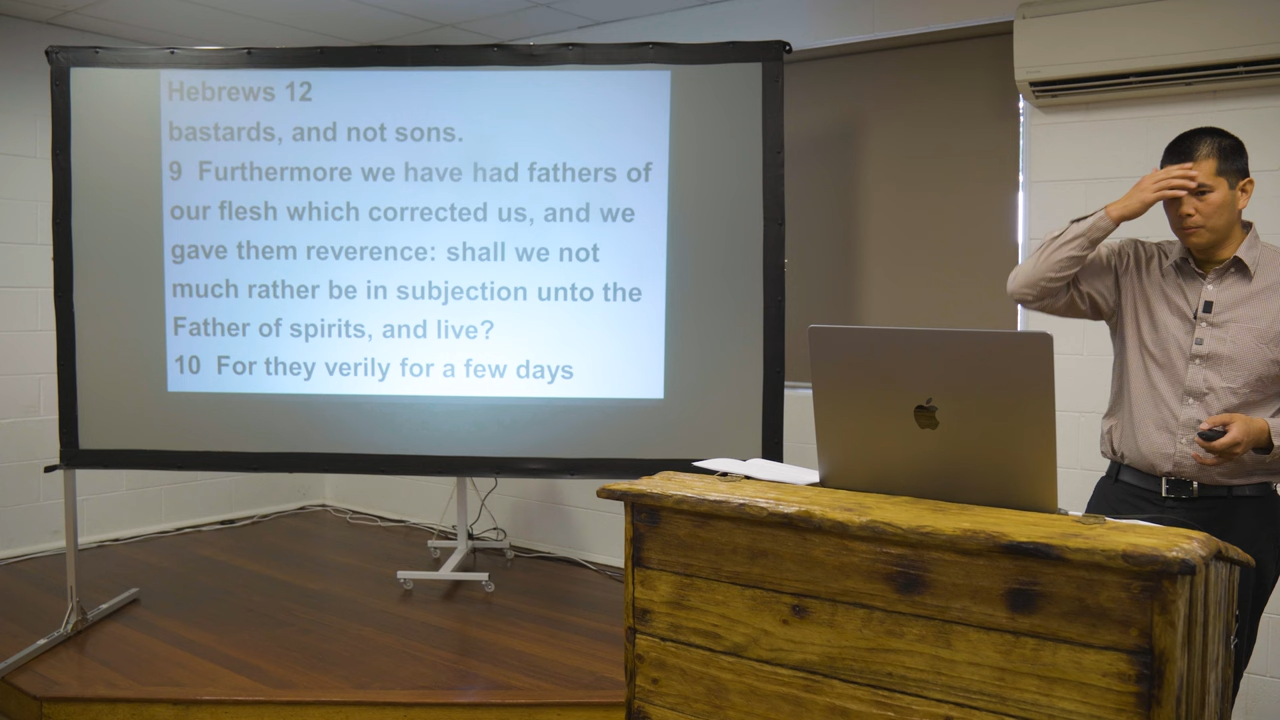 Hebrews 12
bastards, and not sons.
9 Furthermore we have had fathers of
our flesh which corrected us, and we
gave them reverence: shall we not
much rather be in subjection unto the
Father of spirits, and live?
10 For they verily for a few days